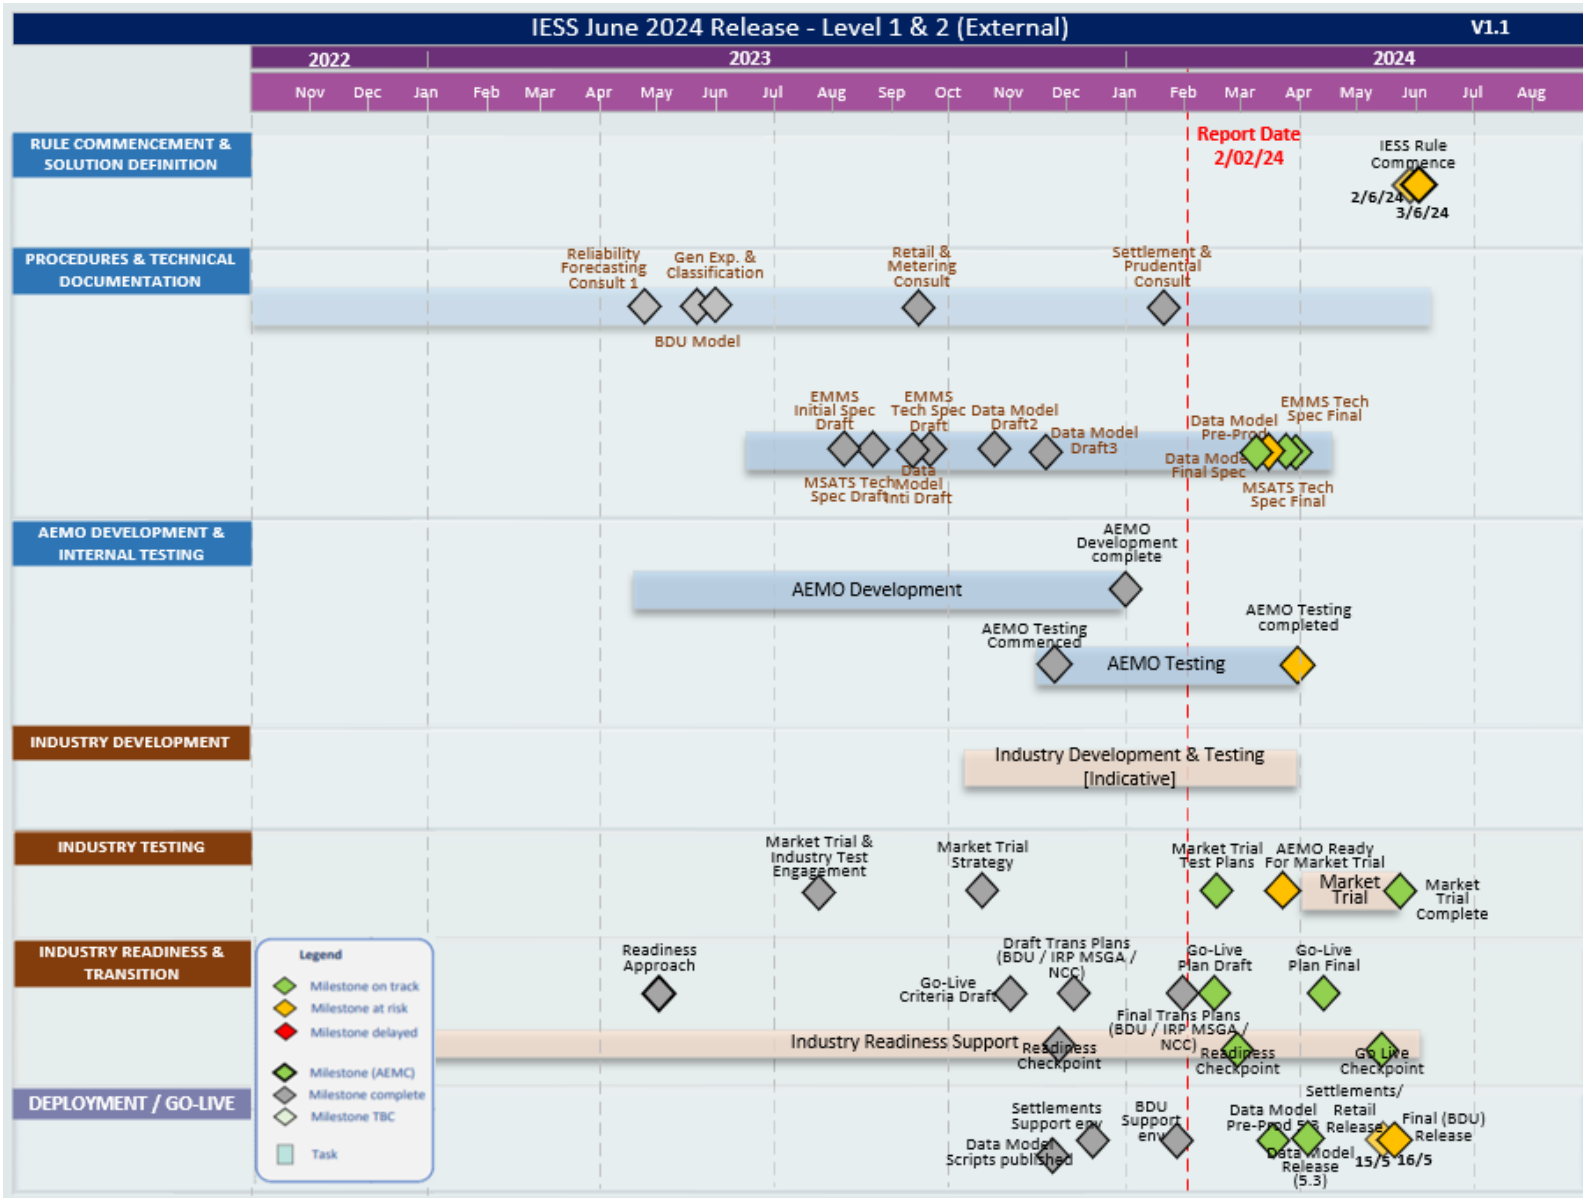 IESS June 2024 Release - Level 1 & 2 (External)
V1.1
2022
2023
2024
Nov Dec Jan Feb Mar Apr May Jun Jul Aug Sep Oct Nov Dec Jan Feb Mar Apr May Jun Jul Aug
RULE COMMENCEMENT &
SOLUTION DEFINITION
Report Date
2/02/24
IESS Rule
Commence
2/6/24
3/6/24
PROCEDURES & TECHNICAL
DOCUMENTATION
Reliability
Forecasting
Consult 1
Gen Exp. &
Classification
BDU Model
Retail &
Metering
Consult
Settlement &
Prudential
Consult
EMMS
Initial Spec
Draft
MSATS Tech
Spec Draft
EMMS
Tech Spec
Draft
Data
Model
Inti Draft
Data Model
Draft2
Data Model
Draft3
Data Model
Pre-Prod
Data Model
Final Spec
EMMS Tech
Spec Final
MSATS Tech
Spec Final
AEMO DEVELOPMENT &
INTERNAL TESTING
AEMO
Development
complete
AEMO Development
AEMO Testing
Commenced
AEMO Testing
AEMO Testing
completed
INDUSTRY DEVELOPMENT
Industry Development & Testing
[Indicative]
INDUSTRY TESTING
Market Trial &
Industry Test
Engagement
Market Trial
Strategy
Market Trial
Test Plans
AEMO Ready
For Market Trial
Market
Trial
Market
Trial
Complete
INDUSTRY READINESS &
TRANSITION
Legend
Milestone on track
Milestone at risk
Milestone delayed
Milestone (AEMC)
Milestone complete
Milestone TBC
Task
Readiness
Approach
Go-Live
Criteria Draft
Draft Trans Plans
(BDU / IRP MSGA /
NCC)
Final Trans Plans
(BDU / IRP MSGA /
NCC)
Go-Live
Plan Draft
Go-Live
Plan Final
Industry Readiness Support
Readiness
Checkpoint
Readiness
Checkpoint
Go Live
Checkpoint
DEPLOYMENT / GO-LIVE
Data Model
Scripts published
Settlements
Support env
BDU
Support
env
Data Model
Pre-Prod 5.3
Data Model
Release
(5.3)
Settlements/
Retail
Release
15/5
16/5
Final (BDU)
Release